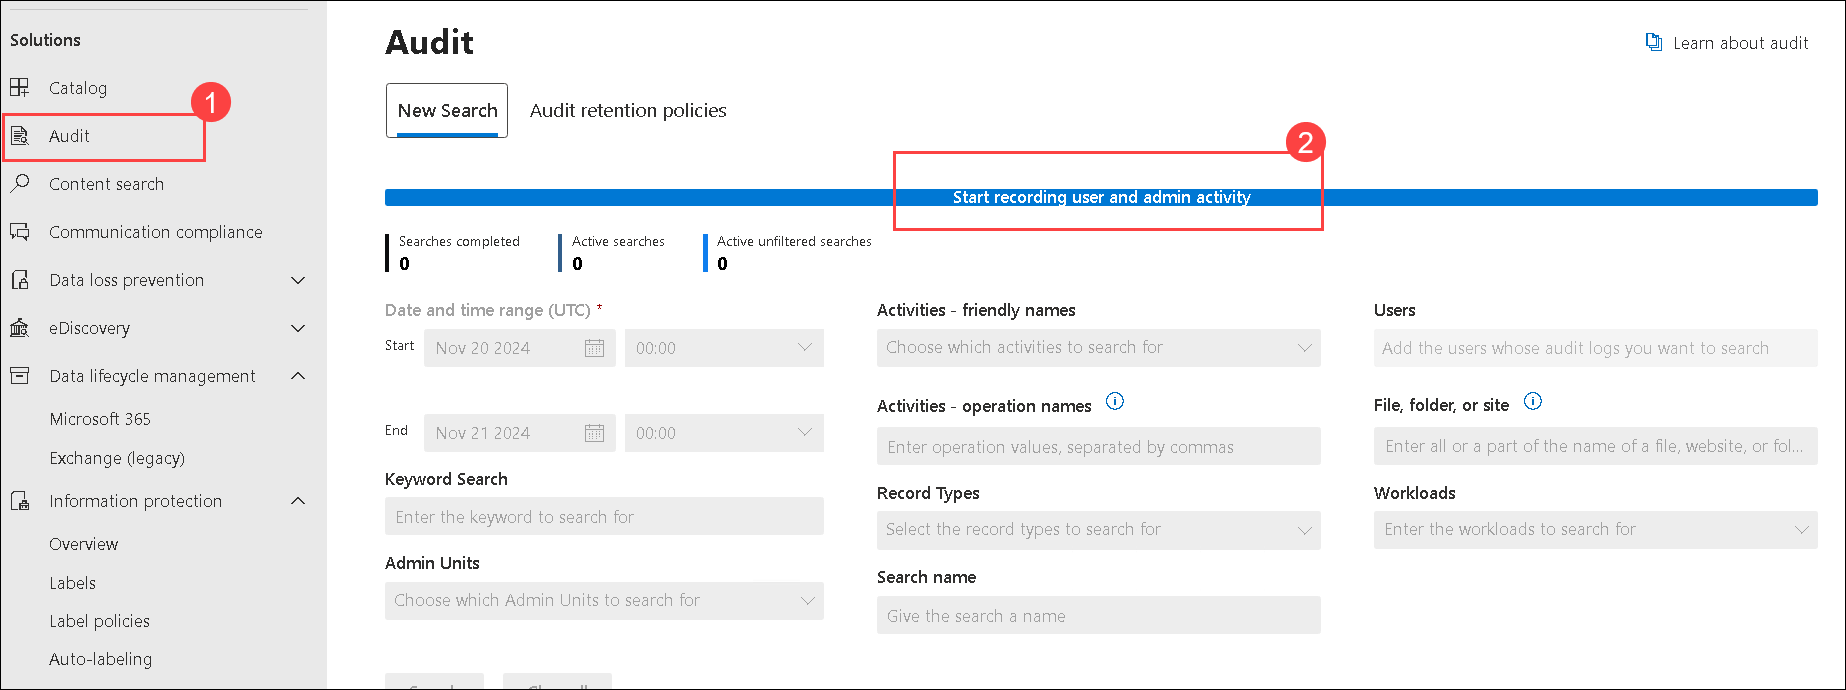 Solutions
Catalog
1
Audit
Content search
Communication compliance
Data loss prevention
eDiscovery
Data lifecycle management
Microsoft 365
Exchange (legacy)
Information protection
Overview
Labels
Label policies
Auto-labeling
Audit
Learn about audit
New Search
Audit retention policies
2
Start recording user and admin activity
Searches completed
0
Active searches
0
Active unfiltered searches
0
Date and time range (UTC) *
Start
Nov 20 2024
00:00
End
Nov 21 2024
00:00
Keyword Search
Enter the keyword to search for
Admin Units
Choose which Admin Units to search for
Activities - friendly names
Choose which activities to search for
Activities - operation names
Enter operation values, separated by commas
Record Types
Select the record types to search for
Search name
Give the search a name
Users
Add the users whose audit logs you want to search
File, folder, or site
Enter all or a part of the name of a file, website, or fol...
Workloads
Enter the workloads to search for